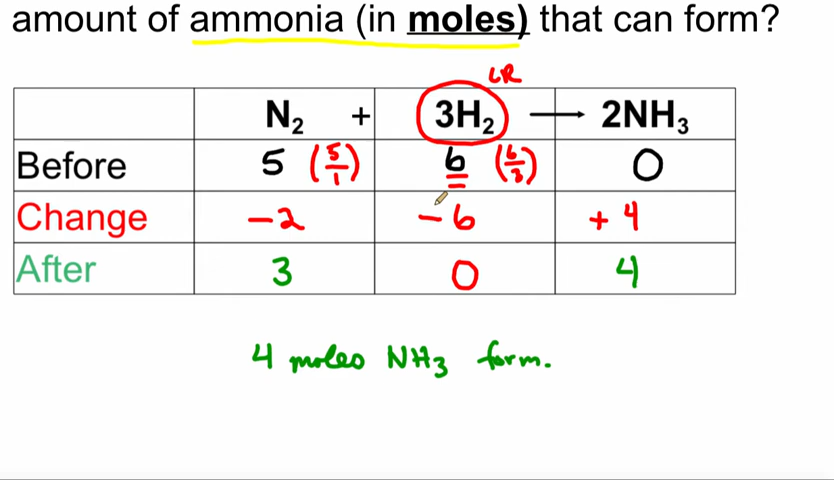 amount of ammonia (in moles) that can form?
LR
N₂ + 3H₂ → 2NH₃
Before 5 (5/1) 6 (6/3) 0
Change -2 -6 +4
After 3 0 4
4 moles NH₃ form.